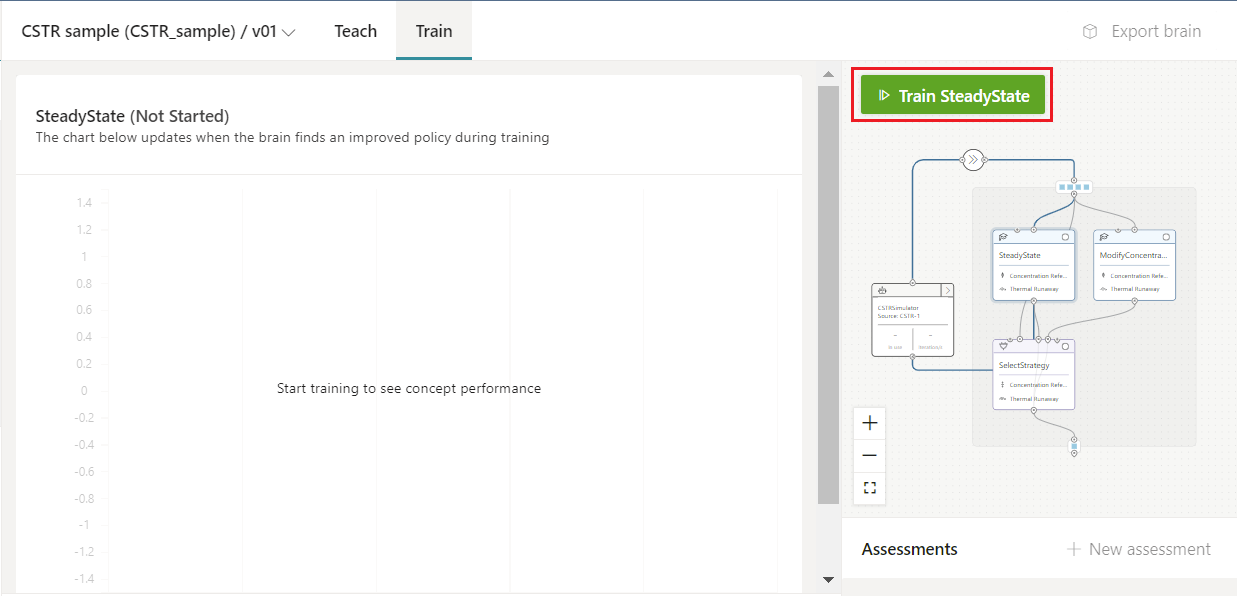 CSTR sample (CSTR_sample) / v01
Teach
Train
Export brain
SteadyState (Not Started)
The chart below updates when the brain finds an improved policy during training
1.4
1.2
1
0.8
0.6
0.4
0.2
0
-0.2
-0.4
-0.6
-0.8
-1
-1.2
-1.4
Start training to see concept performance
Train SteadyState
SteadyState
Concentration Refe...
Thermal Runaway
ModifyConcentra...
Concentration Refe...
Thermal Runaway
CSTRSimulator
Source: CSTR-1
SelectStrategy
Concentration Refe...
Thermal Runaway
Assessments
New assessment